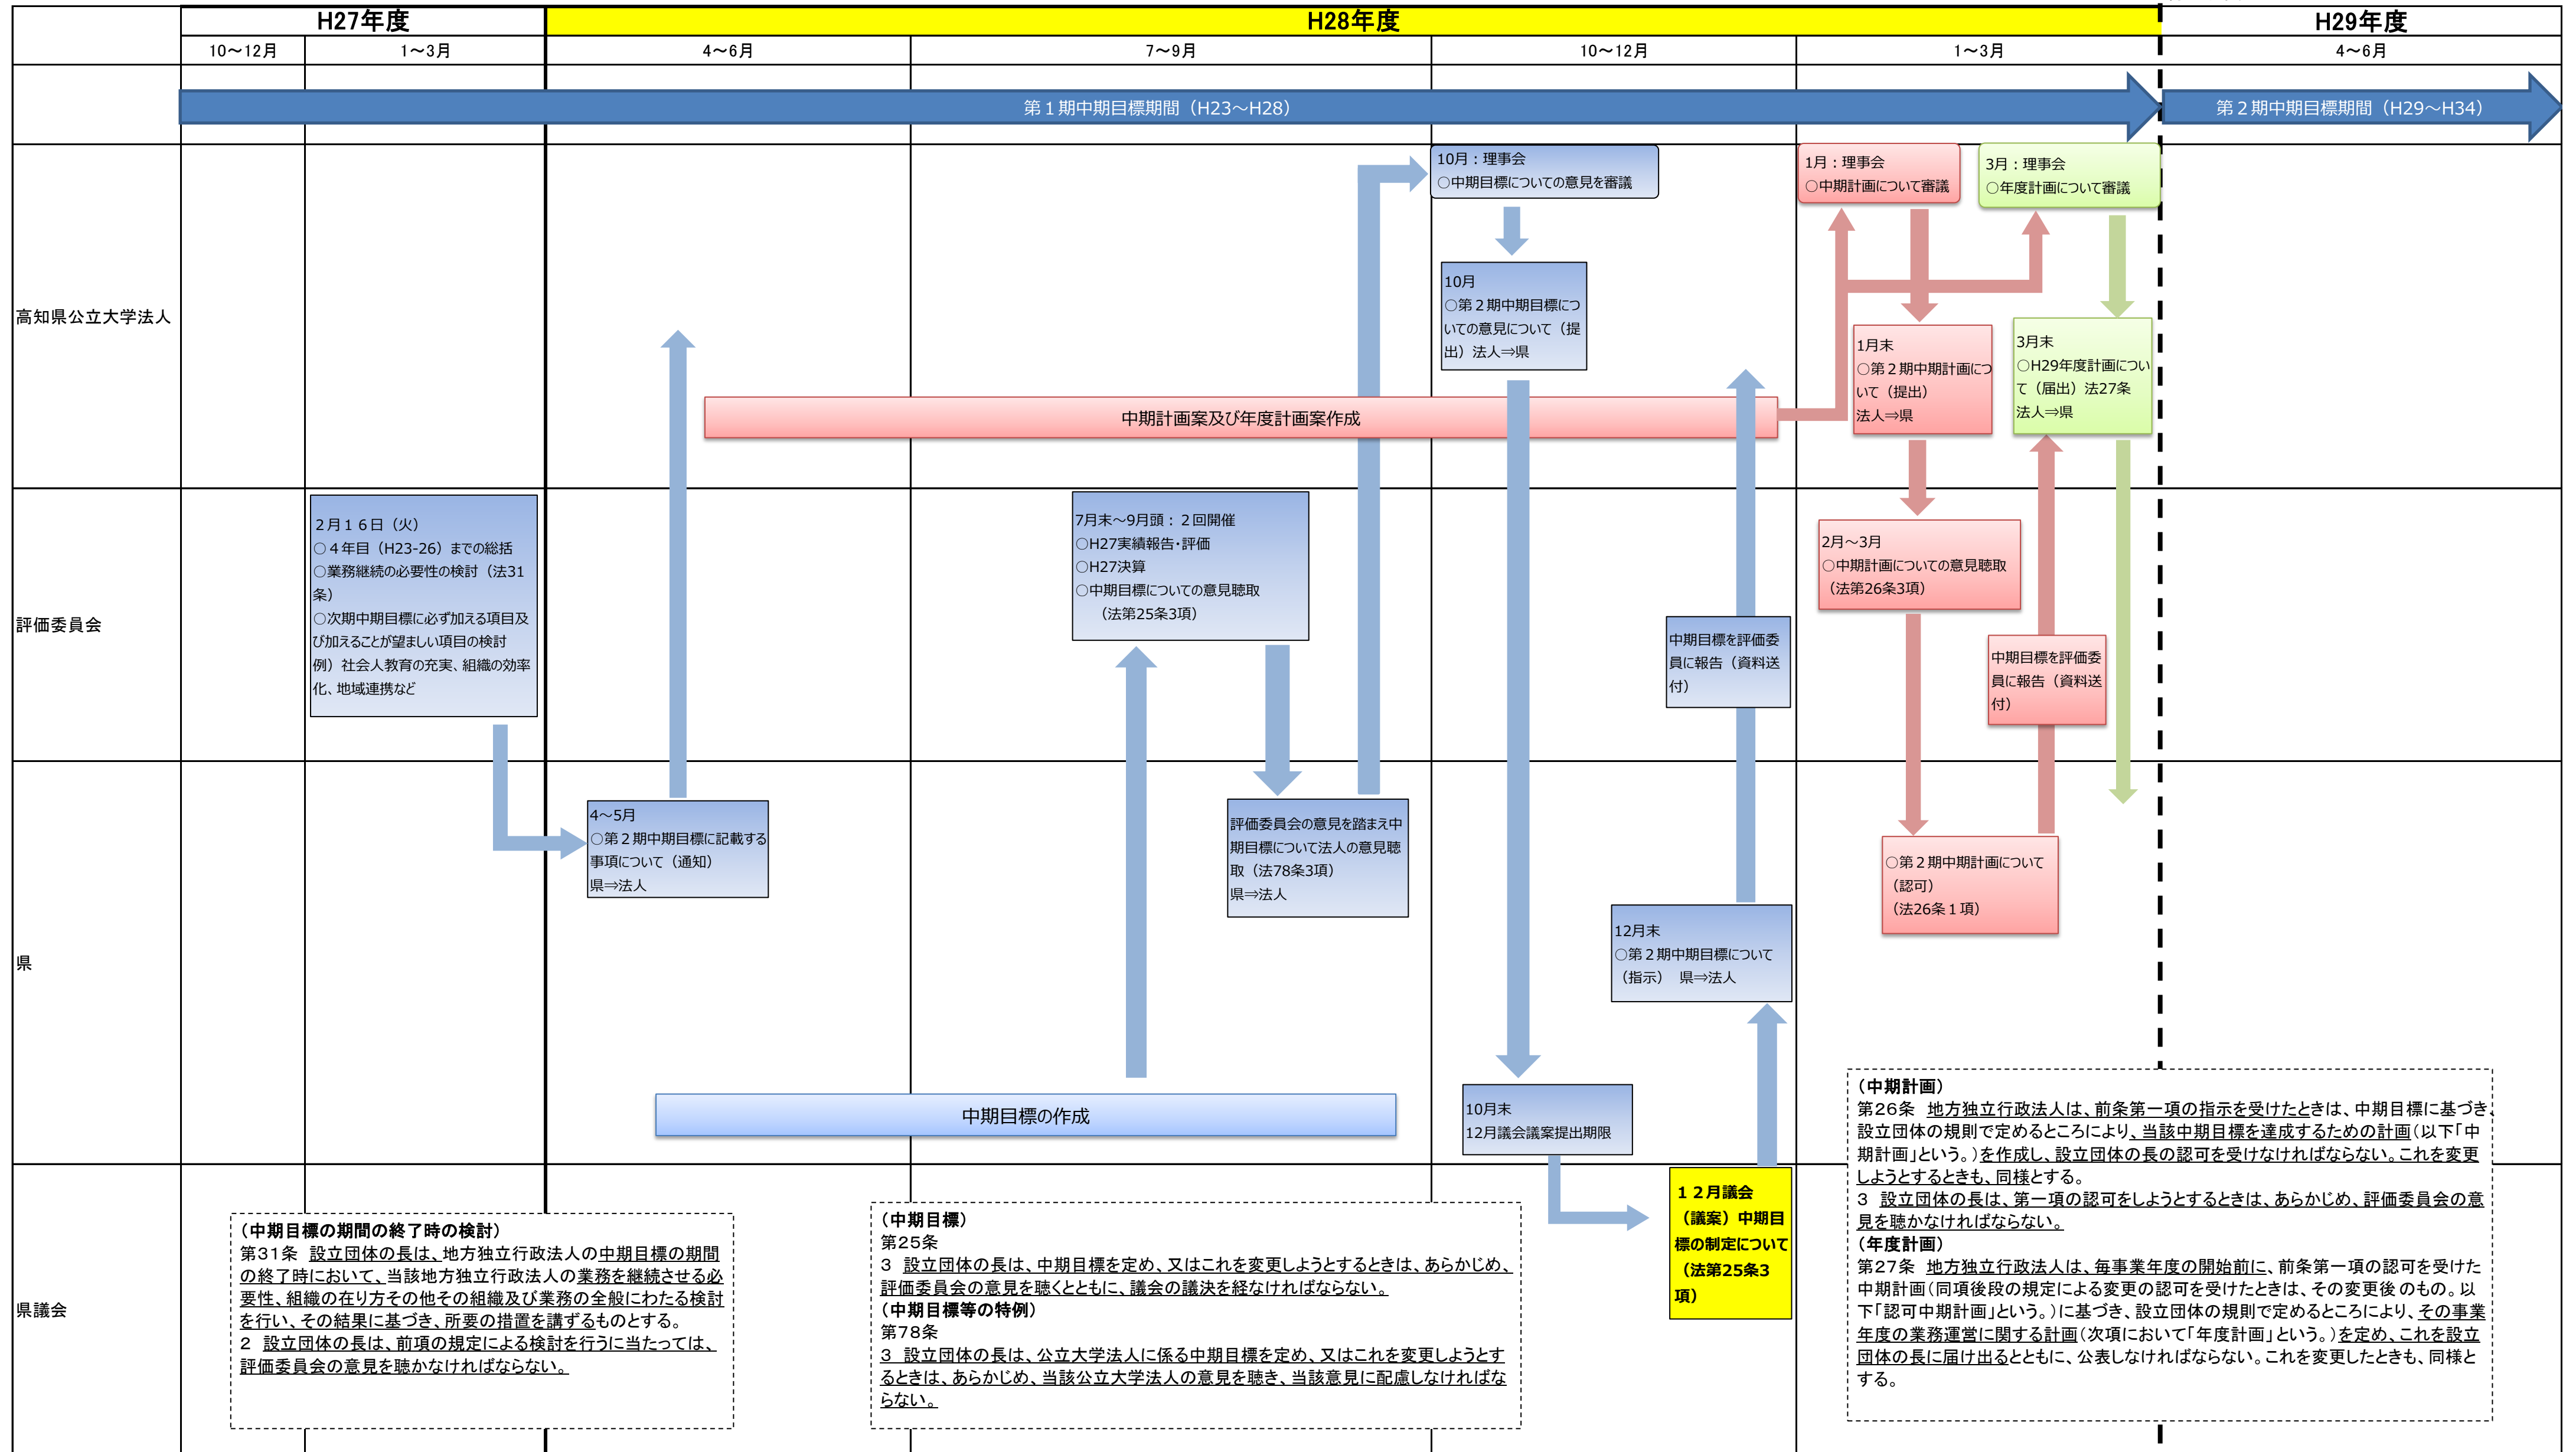 H27年度
H28年度
H29年度
10～12月
1～3月
4～6月
7～9月
10～12月
1～3月
4～6月
第１期中期目標期間（H23～H28）
第２期中期目標期間（H29～H34）
高知県公立大学法人
10月：理事会
○中期目標についての意見を審議
1月：理事会
○中期計画について審議
3月：理事会
○年度計画について審議
10月
○第２期中期目標につ
いての意見について（提
出）法人⇒県
1月末
○第２期中期計画につ
いて（提出）
法人⇒県
3月末
○H29年度計画につい
て（届出）法27条
法人⇒県
中期計画案及び年度計画案作成
評価委員会
２月１６日（火）
○４年目（H23-26）までの総括
○業務継続の必要性の検討（法31
条）
○次期中期目標に必ず加える項目及
び加えることが望ましい項目の検討
例）社会人教育の充実、組織の効率
化、地域連携など
7月末～9月頭：２回開催
○H27実績報告・評価
○H27決算
○中期目標についての意見聴取
（法第25条3項）
中期目標を評価委
員に報告（資料送
付）
2月～3月
○中期計画についての意見聴取
（法第26条3項）
中期目標を評価委
員に報告（資料送
付）
県
4～5月
○第２期中期目標に記載する
事項について（通知）
県⇒法人
評価委員会の意見を踏まえ中
期目標について法人の意見聴
取（法78条3項）
県⇒法人
12月末
○第２期中期目標について
（指示）　県⇒法人
○第２期中期計画について
（認可）
（法26条１項）
中期目標の作成
10月末
12月議会議案提出期限
県議会
１２月議会
（議案）中期目
標の制定について
（法第25条3
項）
（中期目標の期間の終了時の検討）
第31条　設立団体の長は、地方独立行政法人の中期目標の期間
の終了時において、当該地方独立行政法人の業務を継続させる必
要性、組織の在り方その他その組織及び業務の全般にわたる検討
を行い、その結果に基づき、所要の措置を講ずるものとする。
2　設立団体の長は、前項の規定による検討を行うに当たっては、
評価委員会の意見を聴かなければならない。
（中期目標）
第25条
3　設立団体の長は、中期目標を定め、又はこれを変更しようとするときは、あらかじめ、
評価委員会の意見を聴くとともに、議会の議決を経なければならない。
（中期目標等の特例）
第78条
3　設立団体の長は、公立大学法人に係る中期目標を定め、又はこれを変更しようとす
るときは、あらかじめ、当該公立大学法人の意見を聴き、当該意見に配慮しなければな
らない。
（中期計画）
第26条　地方独立行政法人は、前条第一項の指示を受けたときは、中期目標に基づき、
設立団体の規則で定めるところにより、当該中期目標を達成するための計画（以下「中
期計画」という。）を作成し、設立団体の長の認可を受けなければならない。これを変更
しようとするときも、同様とする。
3　設立団体の長は、第一項の認可をしようとするときは、あらかじめ、評価委員会の意
見を聴かなければならない。
（年度計画）
第27条　地方独立行政法人は、毎事業年度の開始前に、前条第一項の認可を受けた
中期計画（同項後段の規定による変更の認可を受けたときは、その変更後のもの。以
下「認可中期計画」という。）に基づき、設立団体の規則で定めるところにより、その事業
年度の業務運営に関する計画（次項において「年度計画」という。）を定め、これを設立
団体の長に届け出るとともに、公表しなければならない。これを変更したときも、同様と
する。